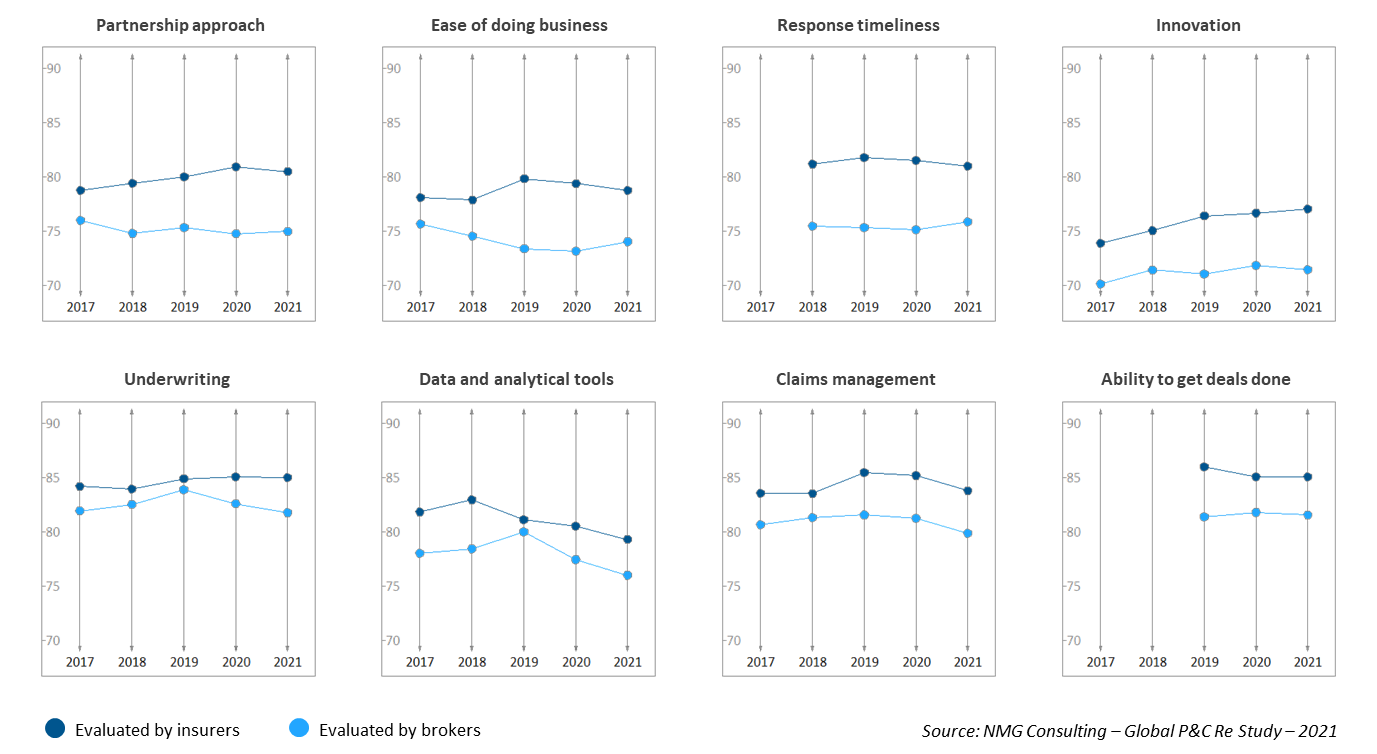 Partnership approach
Ease of doing business
Response timeliness
Innovation
90
85
80
75
70
2017 2018 2019 2020 2021
90
85
80
75
70
2017 2018 2019 2020 2021
90
85
80
75
70
2017 2018 2019 2020 2021
90
85
80
75
70
2017 2018 2019 2020 2021
Underwriting
Data and analytical tools
Claims management
Ability to get deals done
90
85
80
75
70
2017 2018 2019 2020 2021
90
85
80
75
70
2017 2018 2019 2020 2021
90
85
80
75
70
2017 2018 2019 2020 2021
90
85
80
75
70
2017 2018 2019 2020 2021
Evaluated by insurers
Evaluated by brokers
Source: NMG Consulting – Global P&C Re Study – 2021